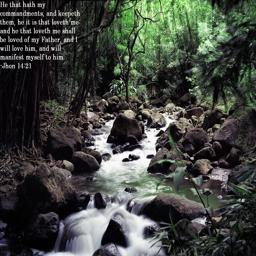 He that hath my
commandments, and keepeth
them, he it is that loveth me
and he that loveth me shall
be loved of my Father, and I
will love him, and will
manifest myself to him.
-Jhon 14:21